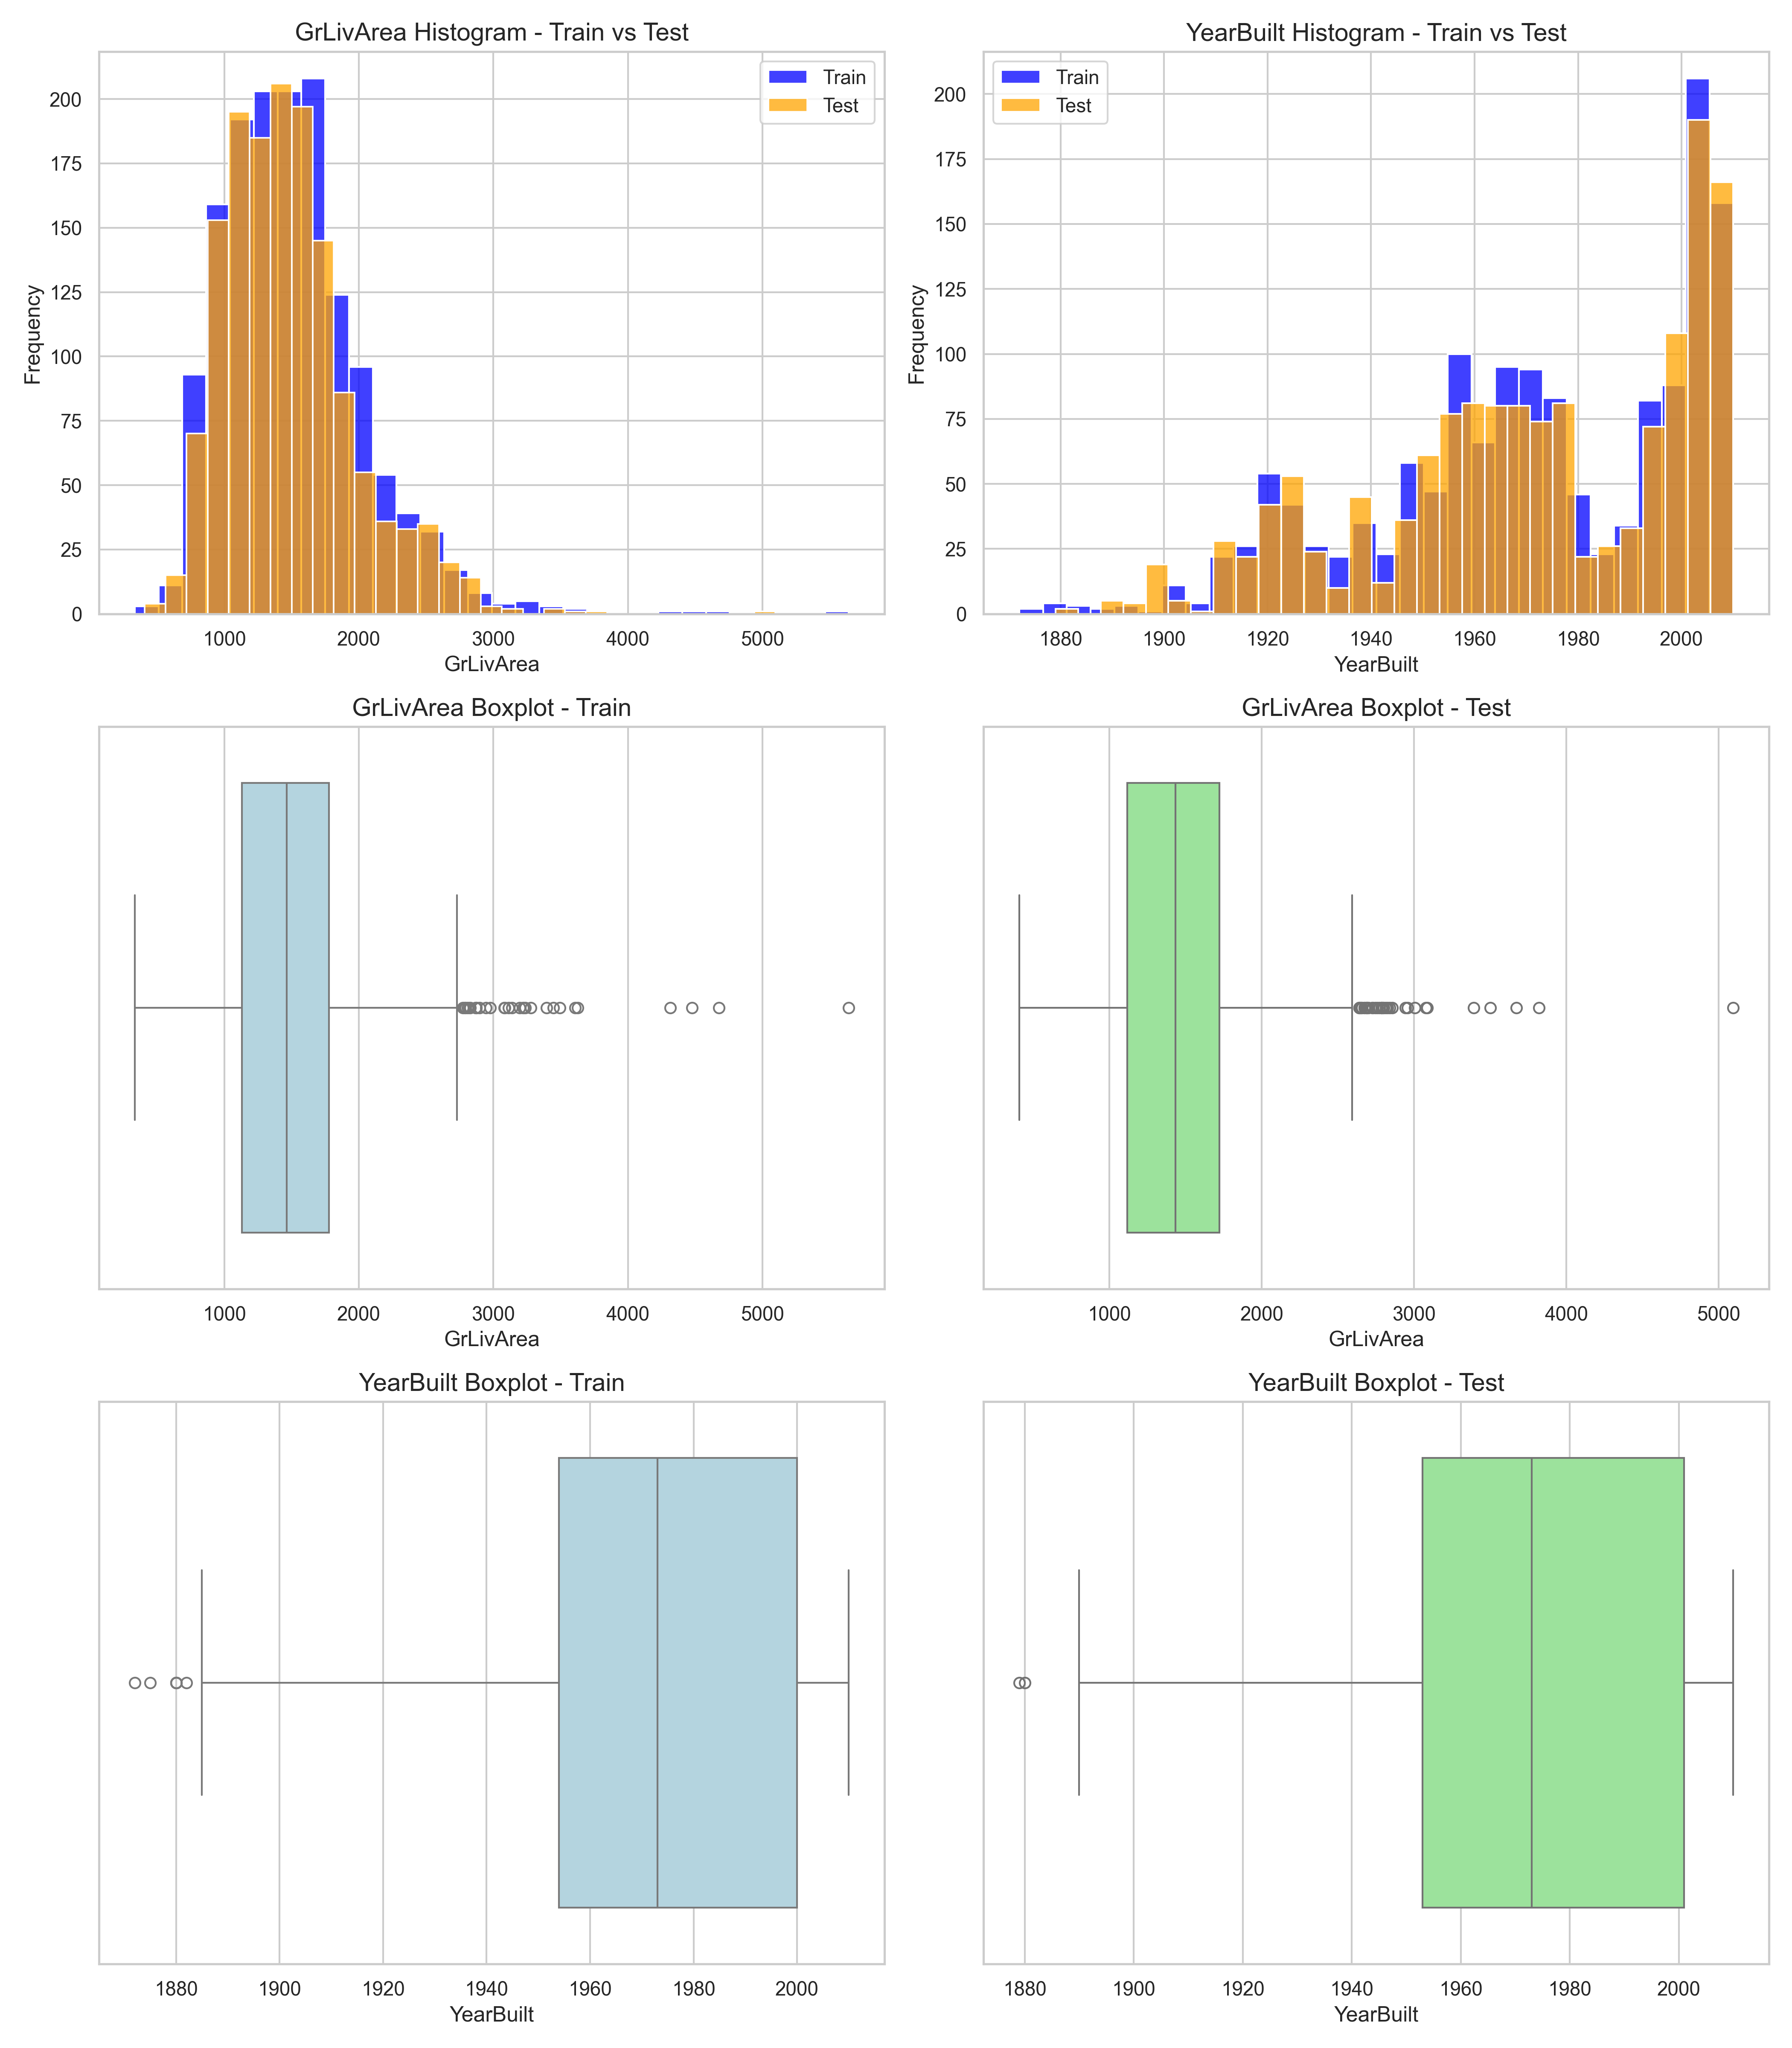 GrLivArea Histogram - Train vs Test
Train
Test
200
175
150
125
100
75
50
25
0
Frequency
1000 2000 3000 4000 5000
GrLivArea
YearBuilt Histogram - Train vs Test
Train
Test
200
175
150
125
100
75
50
25
0
Frequency
1880 1900 1920 1940 1960 1980 2000
YearBuilt
GrLivArea Boxplot - Train
1000 2000 3000 4000 5000
GrLivArea
GrLivArea Boxplot - Test
1000 2000 3000 4000 5000
GrLivArea
YearBuilt Boxplot - Train
1880 1900 1920 1940 1960 1980 2000
YearBuilt
YearBuilt Boxplot - Test
1880 1900 1920 1940 1960 1980 2000
YearBuilt